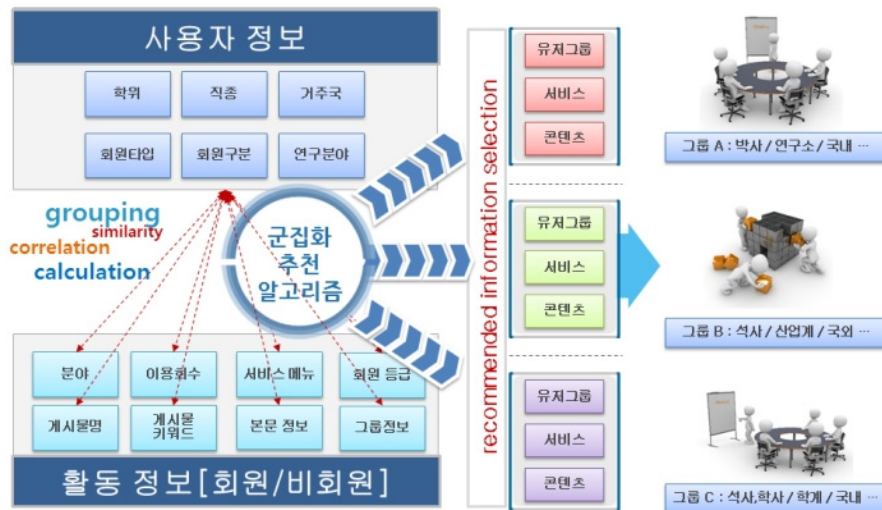 사용자 정보
학위
직종
거주국
회원타입
회원구분
연구분야
grouping
similarity
correlation
calculation
군집화
추천
알고리즘
분야
이용회수
서비스 메뉴
회원 등급
게시물명
게시물
키워드
본문 정보
그룹정보
활동 정보[회원/비회원]
recommended information selection
유저그룹
서비스
콘텐츠
유저그룹
서비스
콘텐츠
유저그룹
서비스
콘텐츠
그룹 A : 박사 / 연구소 / 국내 ...
그룹 B : 석사 / 산업계 / 국외 ...
그룹 C : 석사,학사 / 학계 / 국내 ...